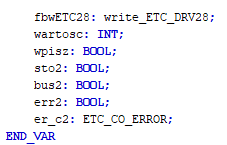 fbwETC28: write_ETC_DRV28;
wartosc: INT;
wpisz: BOOL;
sto2: BOOL;
bus2: BOOL;
err2: BOOL;
er_c2: ETC_CO_ERROR;
END_VAR